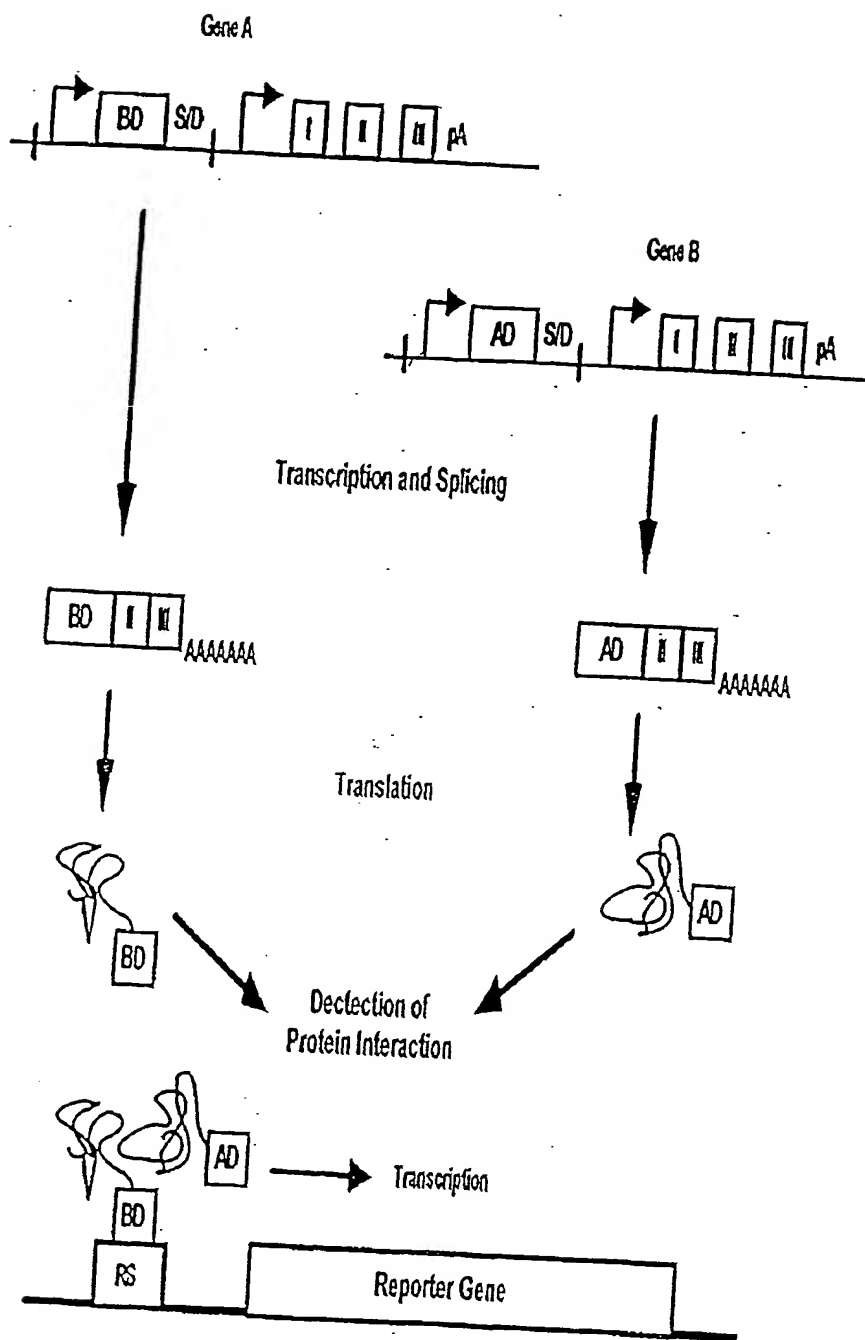 Gene A
BD S/D I II III pA
Gene B
AD S/D I II III pA
Transcription and Splicing
BD II III
AAAAAAA
AD II III
AAAAAAA
Translation
BD
AD
Dectection of
Protein Interaction
AD
Transcription
BD
RS
Reporter Gene